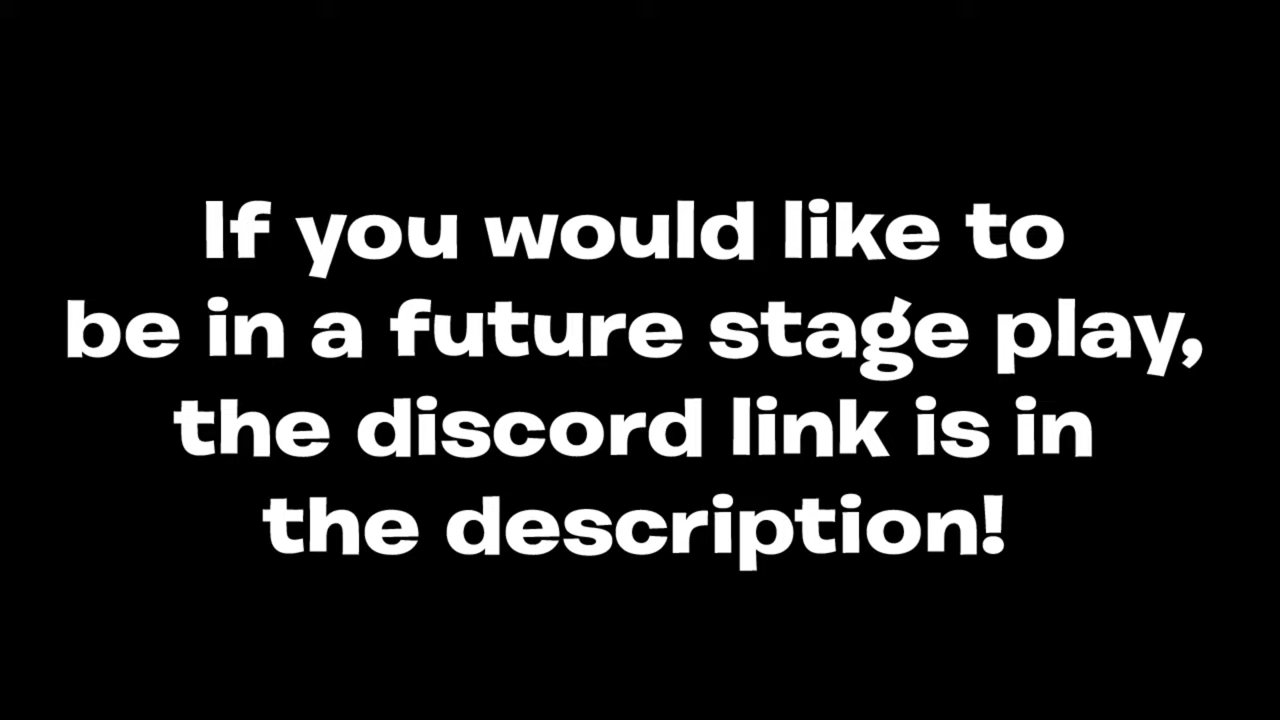 If you would like to
be in a future stage play,
the discord link is in
the description!